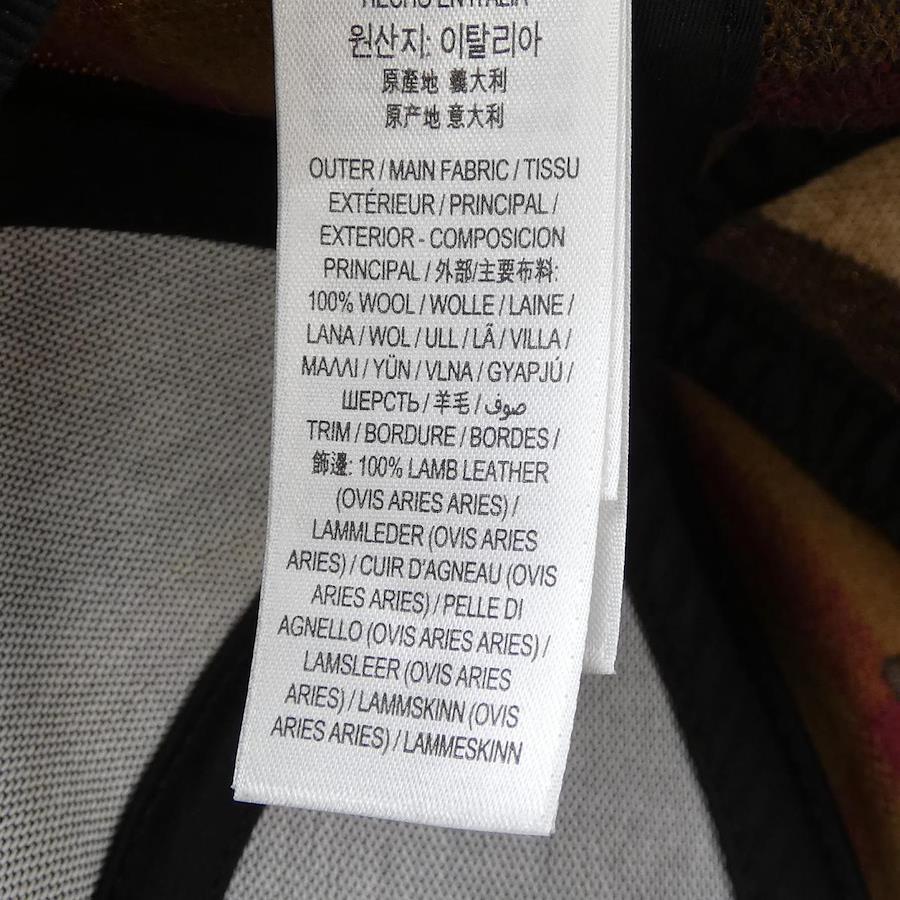 HECHO EN ITALIA
원산지: 이탈리아
原產地 義大利
原产地 意大利
OUTER / MAIN FABRIC / TISSU
EXTÉRIEUR / PRINCIPAL /
EXTERIOR - COMPOSICION
PRINCIPAL / 外部/主要布料:
100% WOOL / WOLLE / LAINE /
LANA / WOL / ULL / LÃ / VILLA /
ΜΑΛΛΙ / YÜN / VLNA / GYAPJÚ /
ШЕРСТЬ / 羊毛 / صوف
TRIM / BORDURE / BORDES /
飾邊: 100% LAMB LEATHER
(OVIS ARIES ARIES) /
LAMMLEDER (OVIS ARIES
ARIES) / CUIR D'AGNEAU (OVIS
ARIES ARIES) / PELLE DI
AGNELLO (OVIS ARIES ARIES) /
LAMSLEER (OVIS ARIES
ARIES) / LAMMSKINN (OVIS
ARIES ARIES) / LAMMESKINN